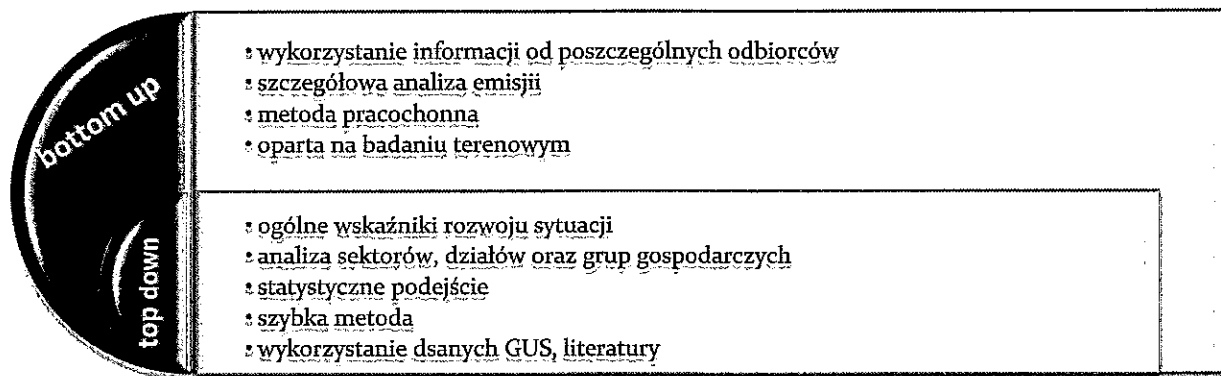 bottom up
• wykorzystanie informacji od poszczególnych odbiorców
• szczegółowa analiza emisjii
• metoda pracochonna
• oparta na badaniu terenowym
top down
• ogólne wskaźniki rozwoju sytuacji
• analiza sektorów, działów oraz grup gospodarczych
• statystyczne podejście
• szybka metoda
• wykorzystanie dsanych GUS, literatury